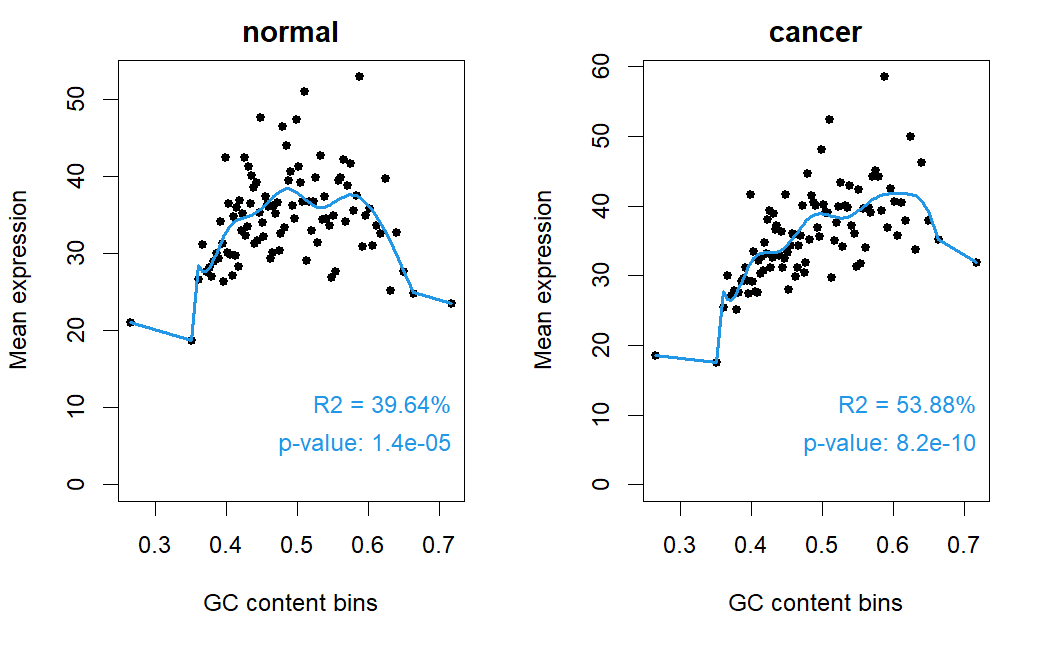 normal
Mean expression
50
40
30
20
10
0
R2 = 39.64%
p-value: 1.4e-05
0.3 0.4 0.5 0.6 0.7
GC content bins
cancer
Mean expression
60
50
40
30
20
10
0
R2 = 53.88%
p-value: 8.2e-10
0.3 0.4 0.5 0.6 0.7
GC content bins